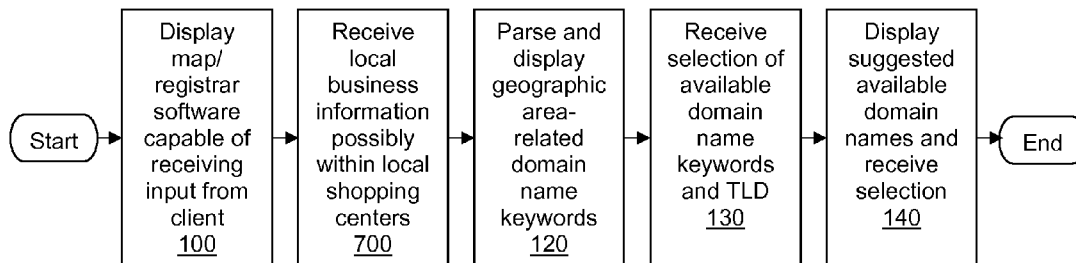 Start
Display
map/
registrar
software
capable of
receiving
input from
client
100
Receive
local
business
information
possibly
within local
shopping
centers
700
Parse and
display
geographic
area-
related
domain
name
keywords
120
Receive
selection of
available
domain
name
keywords
and TLD
130
Display
suggested
available
domain
names and
receive
selection
140
End